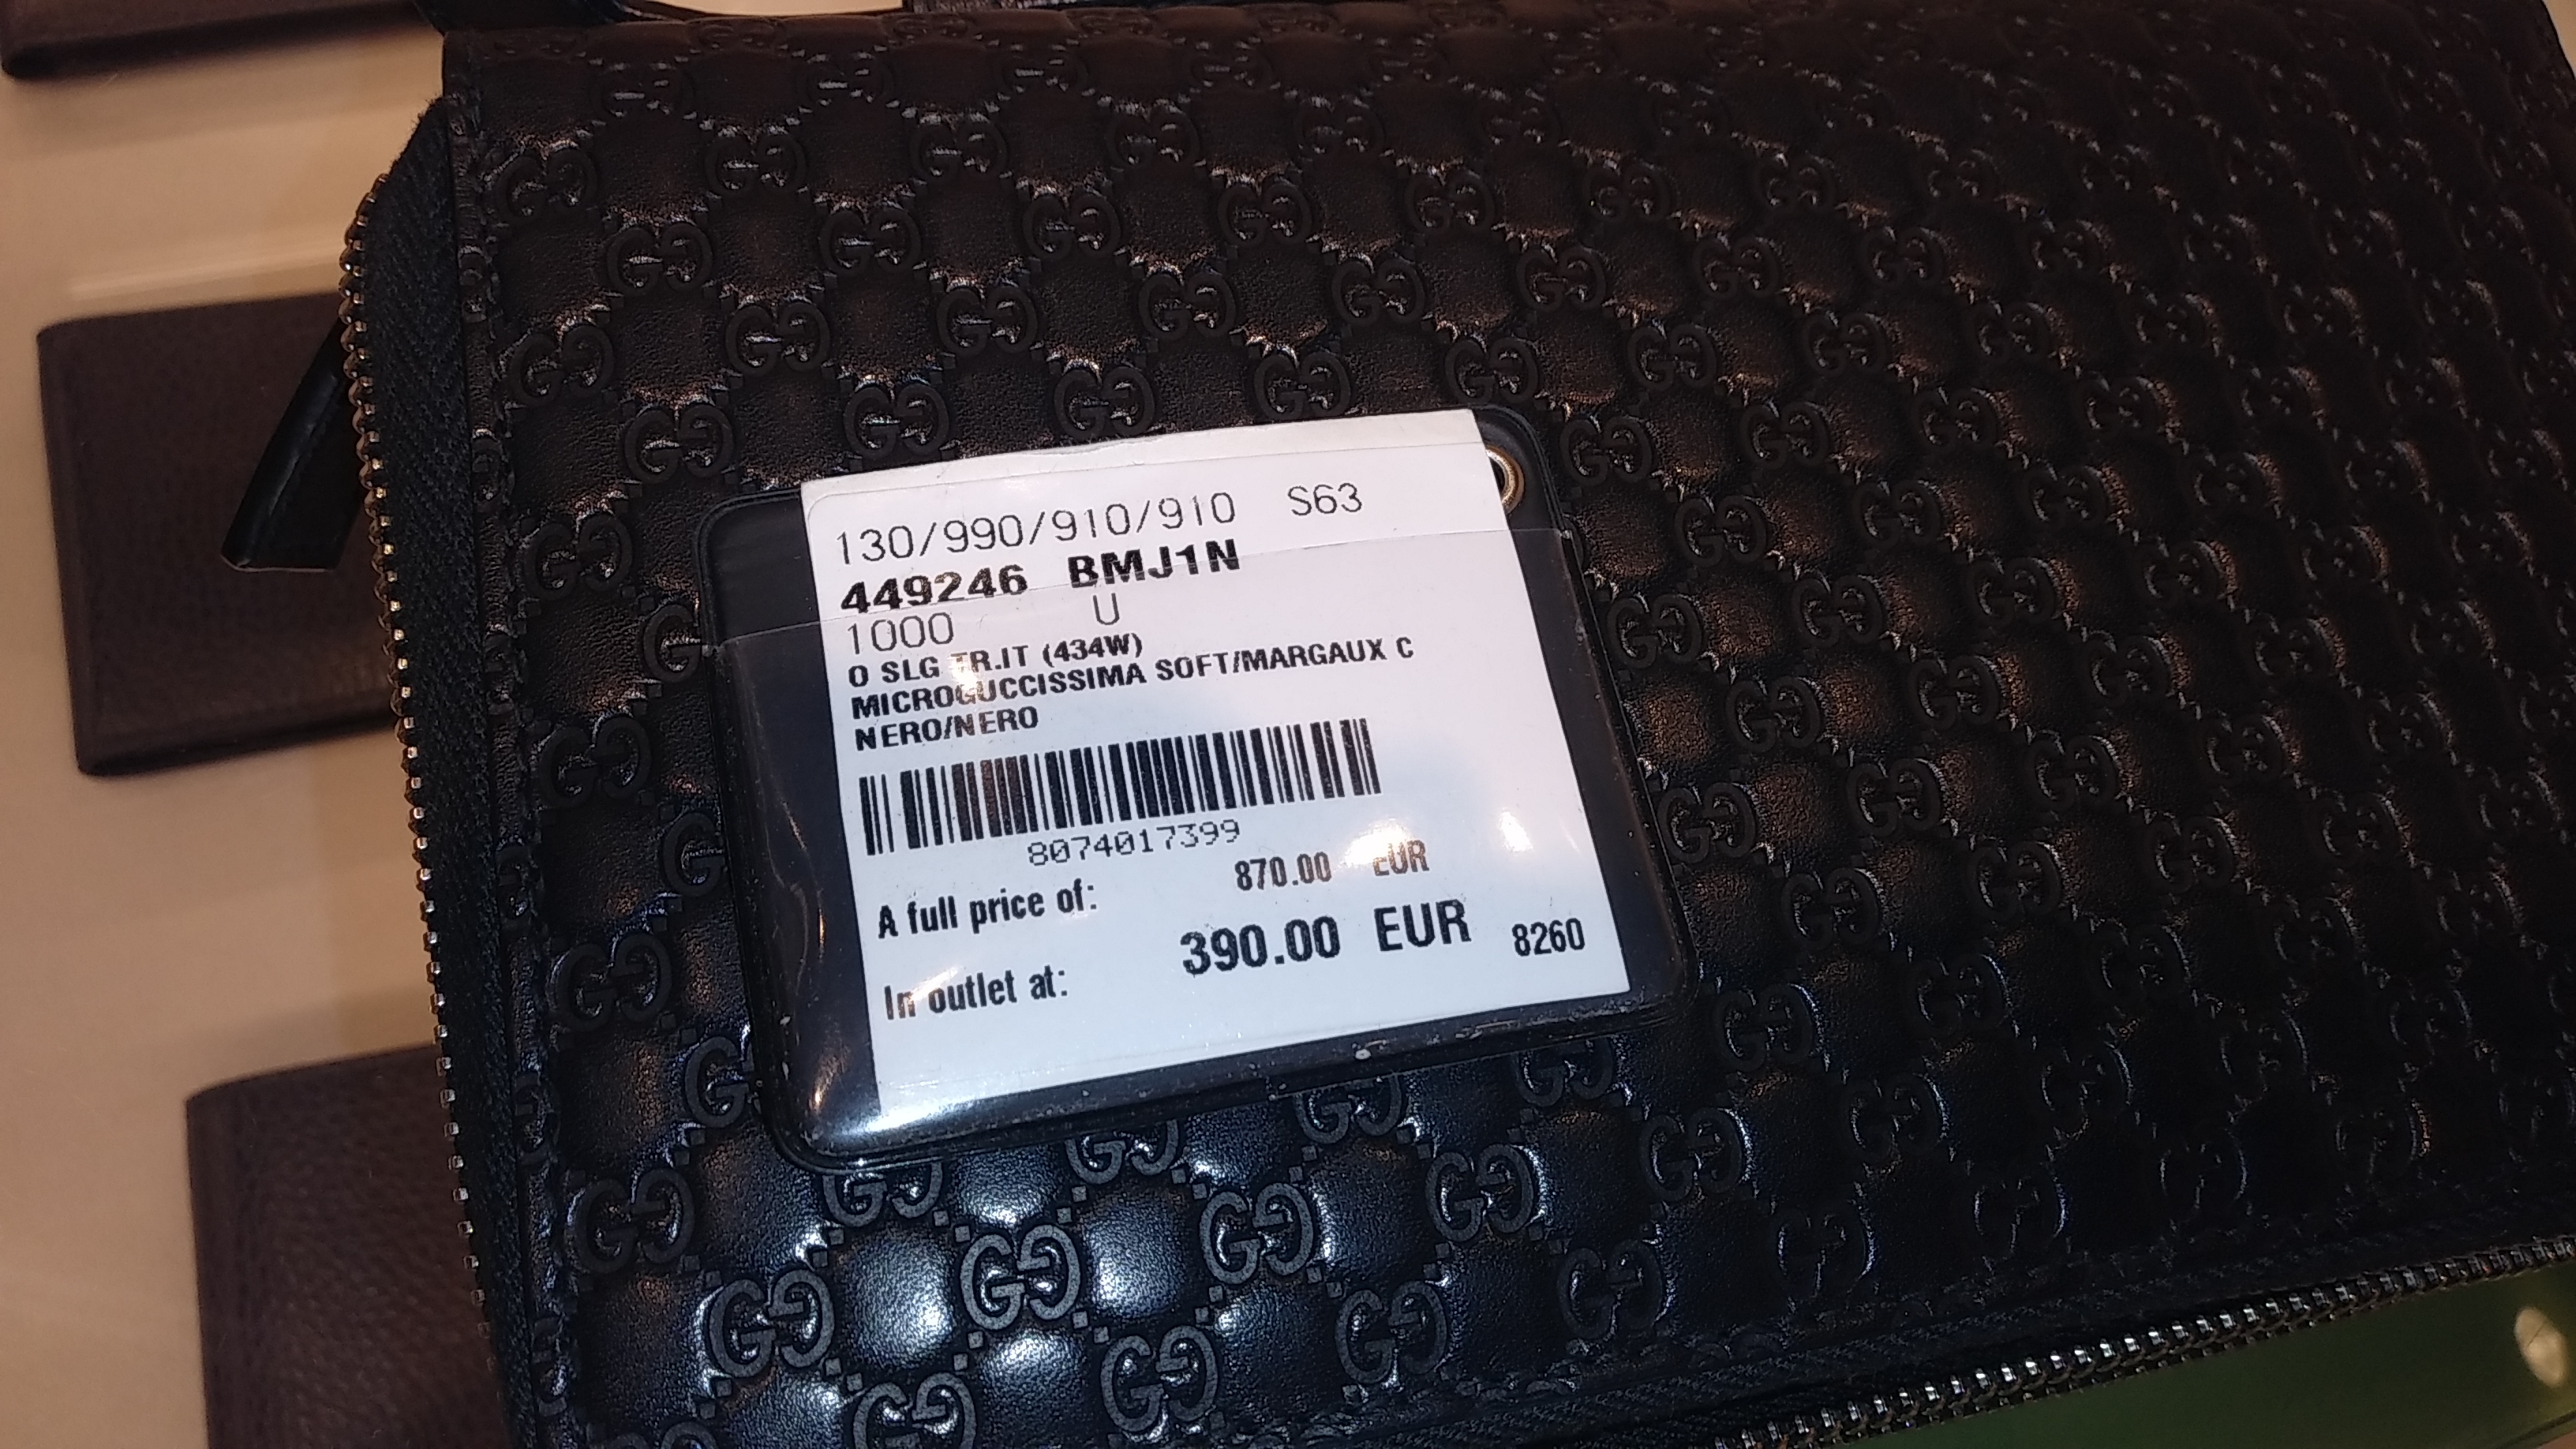 130/990/910/910 S63
449246 BMJ1N
1000 U
O SLG TR.IT (434W)
MICROGUCCISSIMA SOFT/MARGAUX C
NERO/NERO
8074017399
A full price of: 870.00 EUR
In outlet at: 390.00 EUR 8260